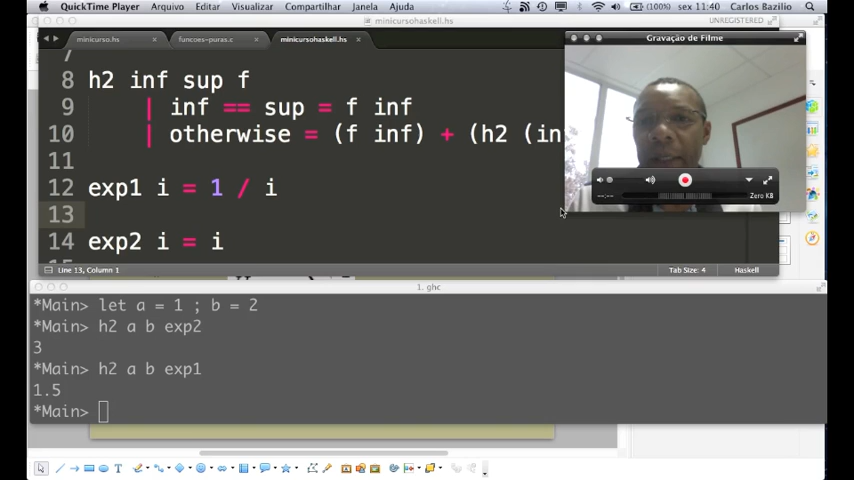 QuickTime Player Arquivo Editar Visualizar Compartilhar Janela Ajuda (100%) sex 11:40 Carlos Bazilio
minicursohaskell.hs UNREGISTERED
minicurso.hs funcoes-puras.c minicursohaskell.hs
Gravação de Filme
7
8 h2 inf sup f
9 | inf == sup = f inf
10 | otherwise = (f inf) + (h2 (in
11
12 exp1 i = 1 / i
13
14 exp2 i = i
15
--:-- Zero KB
Line 13, Column 1 Tab Size: 4 Haskell
1. ghc
*Main> let a = 1 ; b = 2
*Main> h2 a b exp2
3
*Main> h2 a b exp1
1.5
*Main>
T